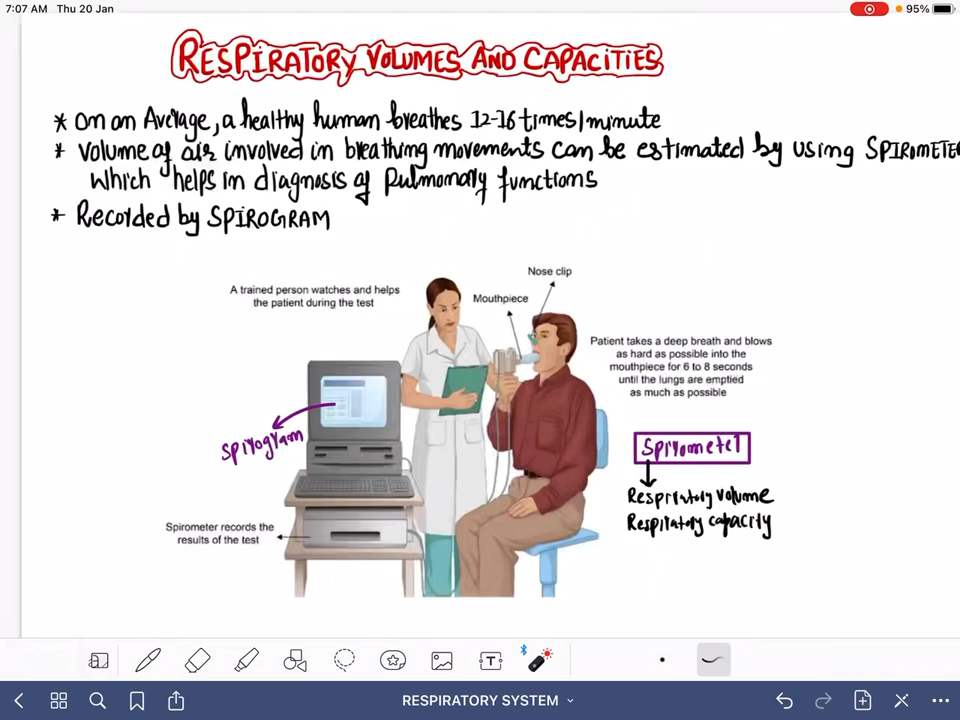 7:07 AM Thu 20 Jan
95%
RESPIRATORY VOLUMES AND CAPACITIES
* On an Average, a healthy human breathes 12-16 times/minute
* Volume of air involved in breathing movements can be estimated by using SPIROMETE
which helps in diagnosis of Pulmonary functions
* Recorded by SPIROGRAM
Nose clip
A trained person watches and helps
the patient during the test
Mouthpiece
Patient takes a deep breath and blows
as hard as possible into the
mouthpiece for 6 to 8 seconds
until the lungs are emptied
as much as possible
Spirogram
Spirometer
Respiratory volume
Respiratory capacity
Spirometer records the
results of the test
T
RESPIRATORY SYSTEM